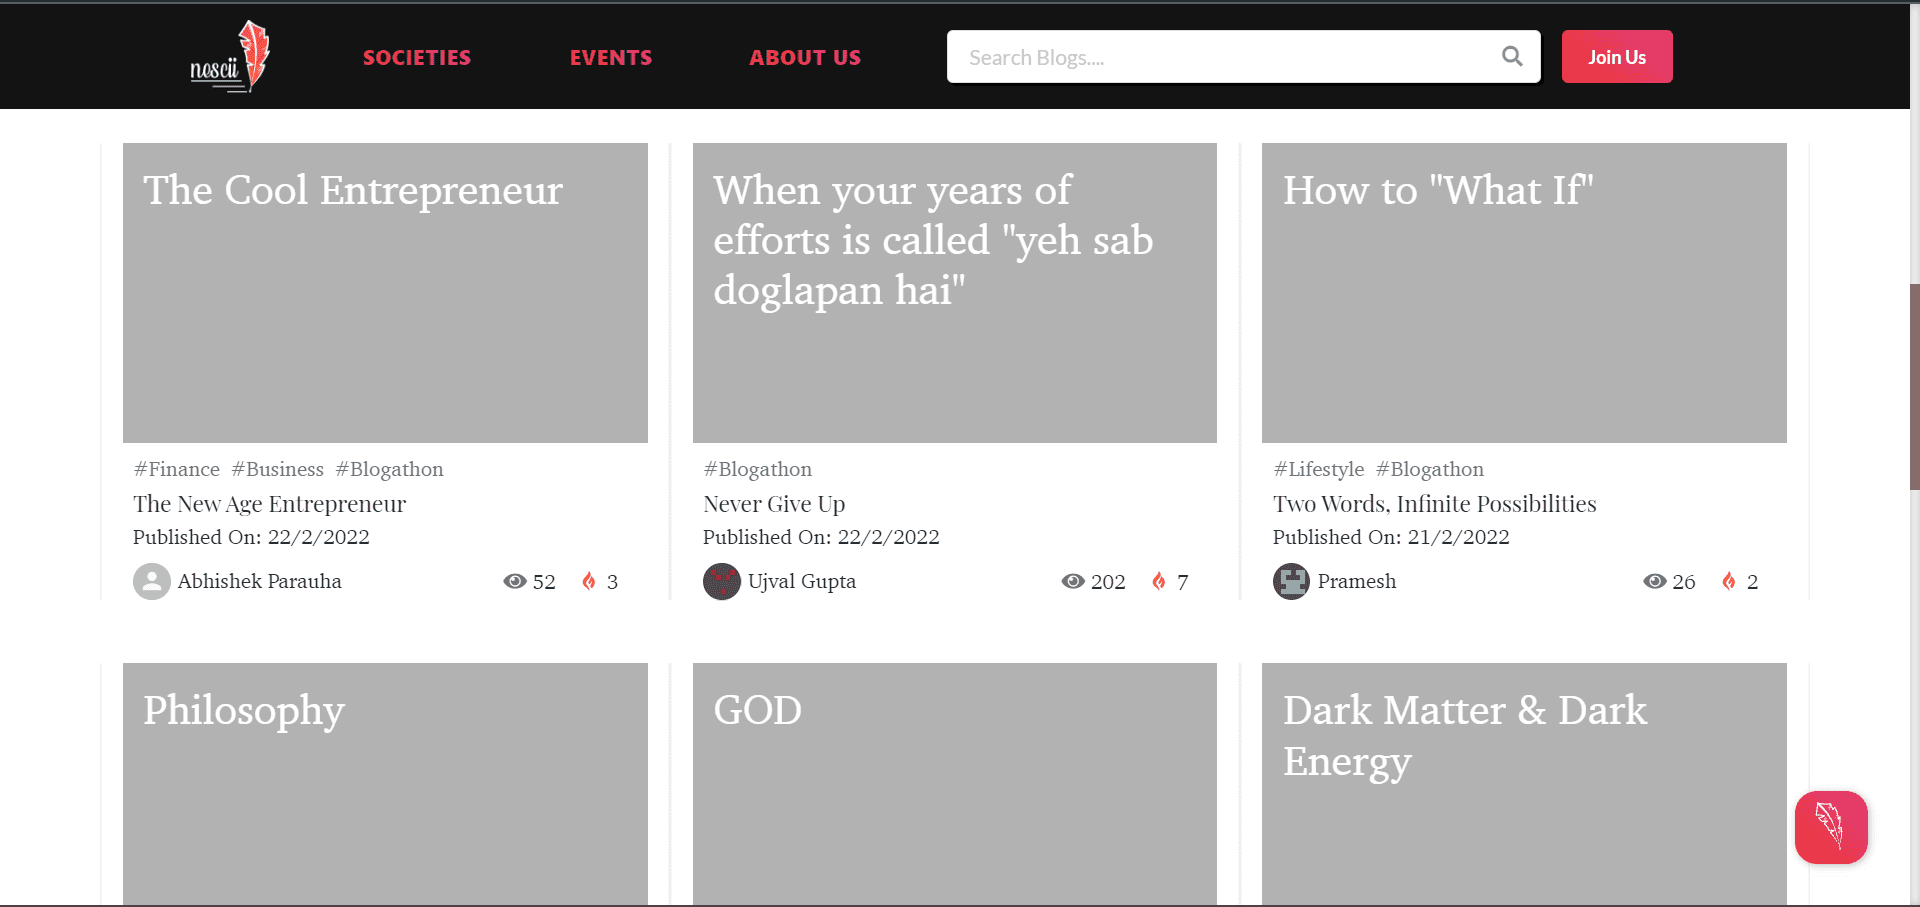 noscii
SOCIETIES
EVENTS
ABOUT US
Search Blogs....
Join Us
The Cool Entrepreneur
#Finance #Business #Blogathon
The New Age Entrepreneur
Published On: 22/2/2022
Abhishek Parauha
52
3
When your years of
efforts is called "yeh sab
doglapan hai"
#Blogathon
Never Give Up
Published On: 22/2/2022
Ujval Gupta
202
7
How to "What If"
#Lifestyle #Blogathon
Two Words, Infinite Possibilities
Published On: 21/2/2022
Pramesh
26
2
Philosophy
GOD
Dark Matter & Dark
Energy